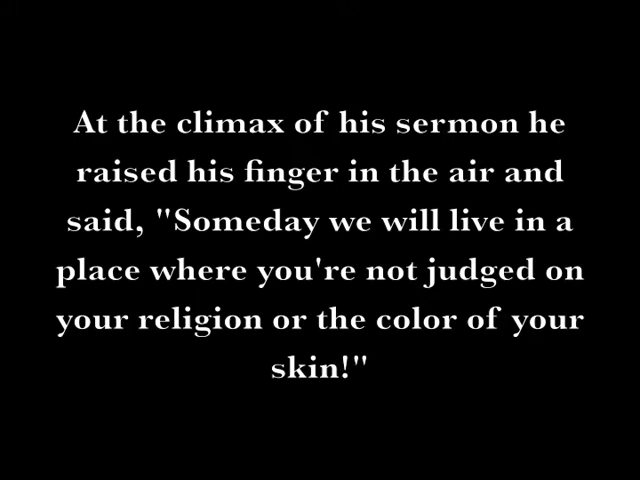 At the climax of his sermon he
raised his finger in the air and
said, "Someday we will live in a
place where you're not judged on
your religion or the color of your
skin!"